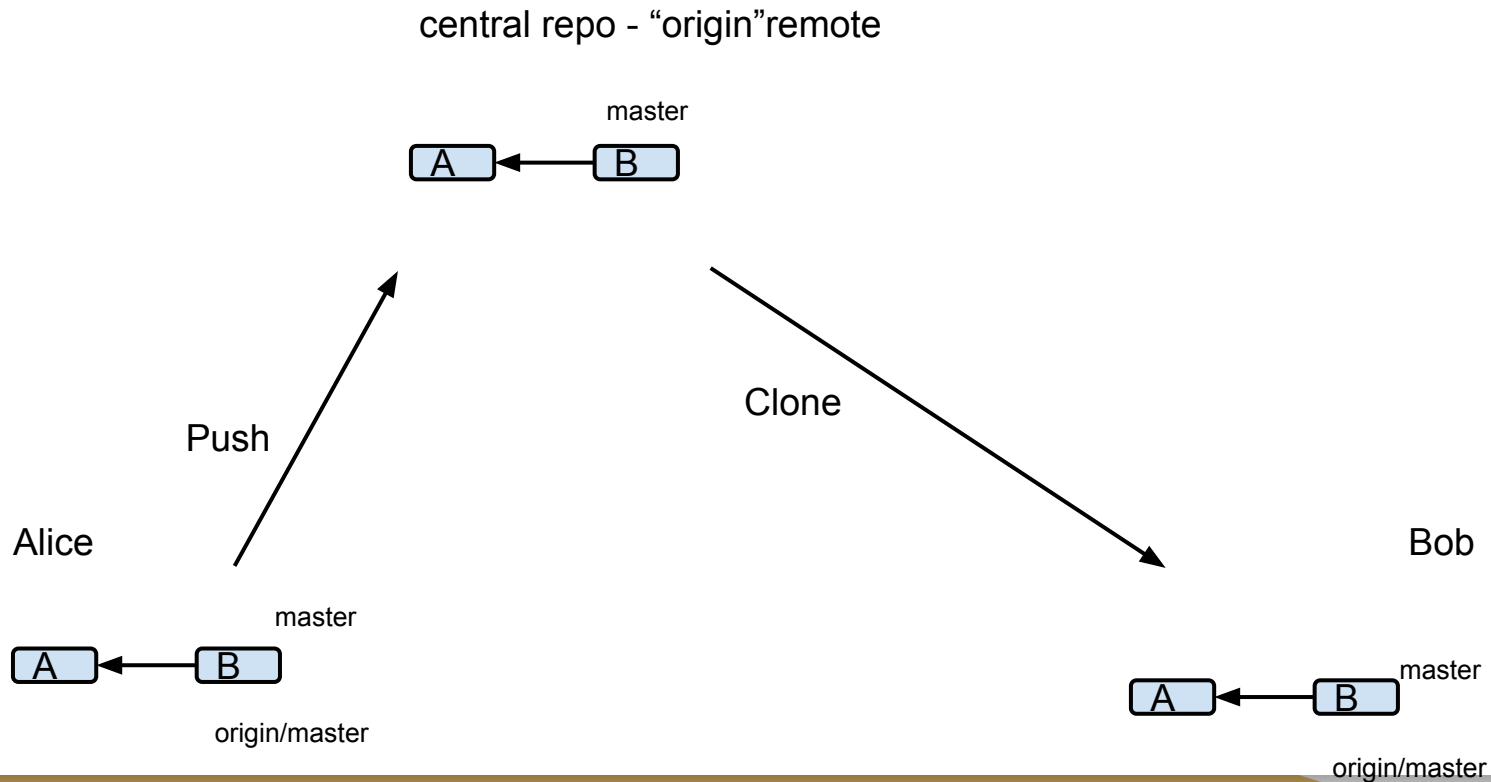 central repo - “origin”remote
master
A
B
Push
Clone
Alice
Bob
master
A
B
origin/master
master
A
B
origin/master